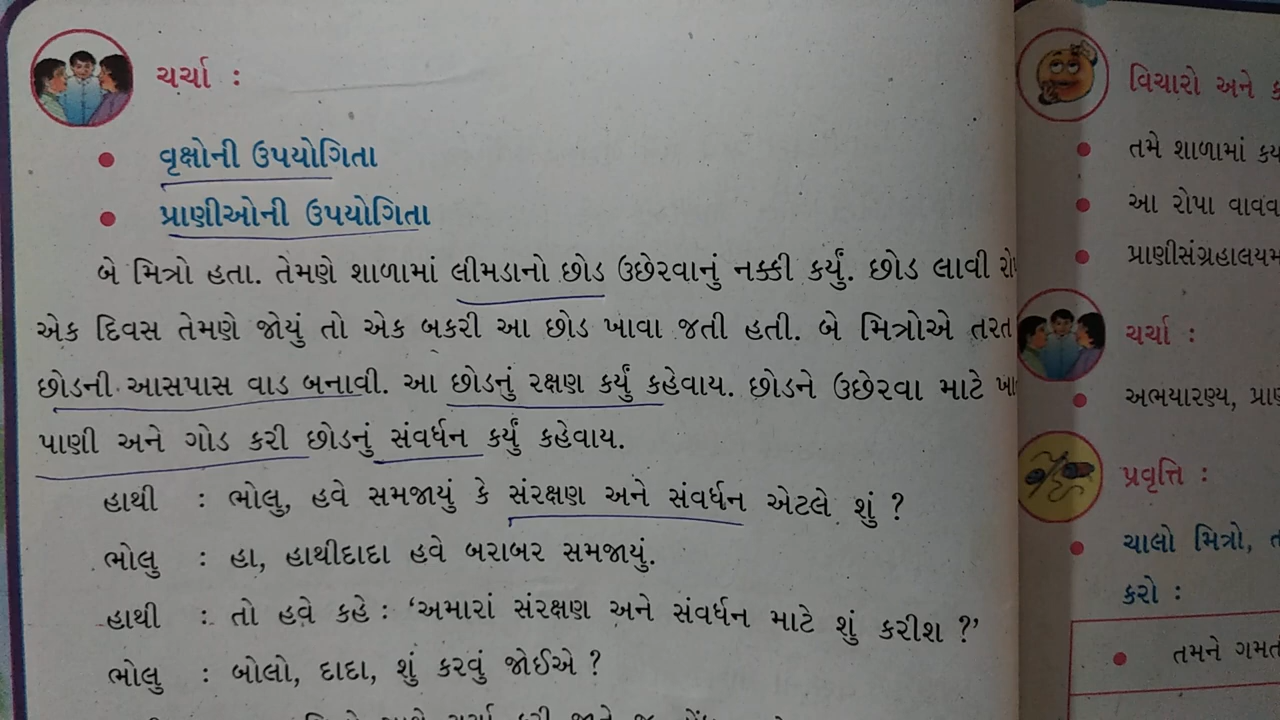 ચર્ચા :
• વૃક્ષોની ઉપયોગિતા
• પ્રાણીઓની ઉપયોગિતા
બે મિત્રો હતા. તેમણે શાળામાં લીમડાનો છોડ ઉછેરવાનું નક્કી કર્યું. છોડ લાવી
એક દિવસ તેમણે જોયું તો એક બકરી આ છોડ ખાવા જતી હતી. બે મિત્રોએ તરત
છોડની આસપાસ વાડ બનાવી. આ છોડનું રક્ષણ કર્યું કહેવાય. છોડને ઉછેરવા માટે
પાણી અને ગોડ કરી છોડનું સંવર્ધન કર્યું કહેવાય.
હાથી : ભોલુ, હવે સમજાયું કે સંરક્ષણ અને સંવર્ધન એટલે શું ?
ભોલુ : હા, હાથીદાદા હવે બરાબર સમજાયું.
હાથી : તો હવે કહે : ‘અમારાં સંરક્ષણ અને સંવર્ધન માટે શું કરીશ ?’
ભોલુ : બોલો, દાદા, શું કરવું જોઈએ ?
વિચારો અને
• તમે શાળામાં
• આ રોપા
•
ચર્ચા :
• અભયારણ્ય,
પ્રવૃત્તિ :
ચાલો મિત્રો,
કરો :
• તમને